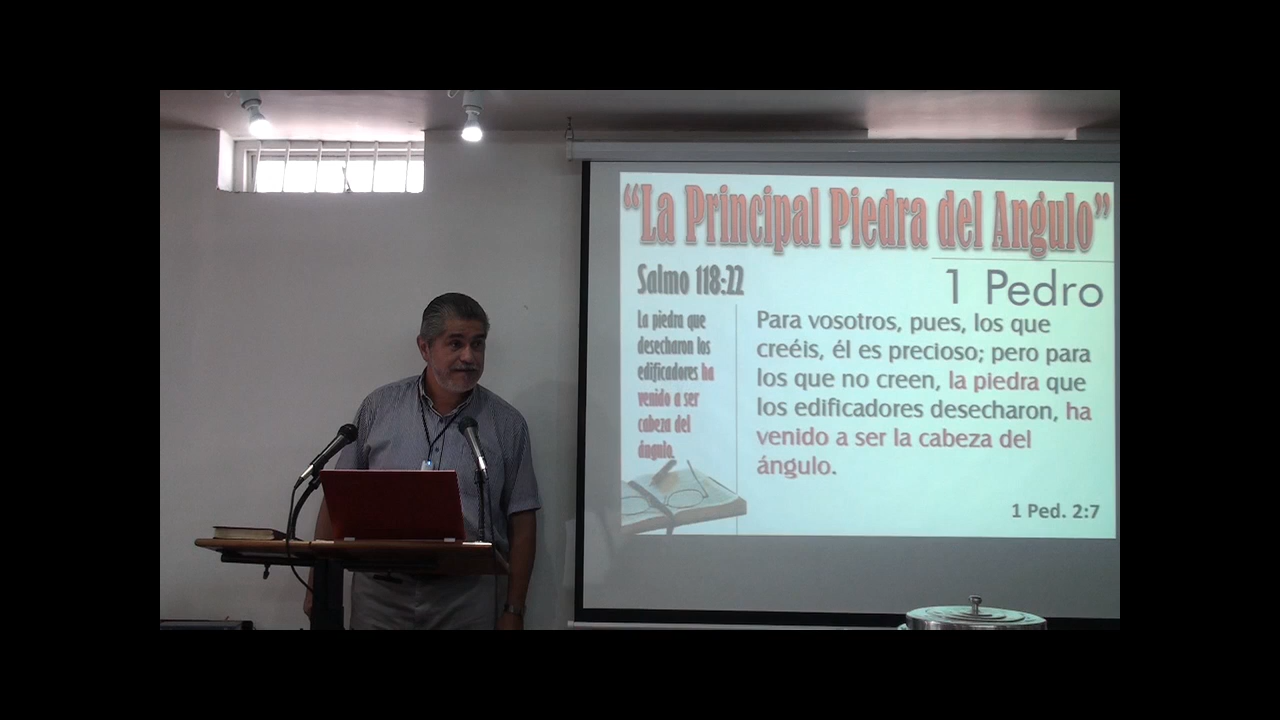 “La Principal Piedra del Angulo”
Salmo 118:22
La piedra que
desecharon los
edificadores ha
venido a ser
cabeza del
ángulo.
1 Pedro
Para vosotros, pues, los que
creéis, él es precioso; pero para
los que no creen, la piedra que
los edificadores desecharon, ha
venido a ser la cabeza del
ángulo.
1 Ped. 2:7